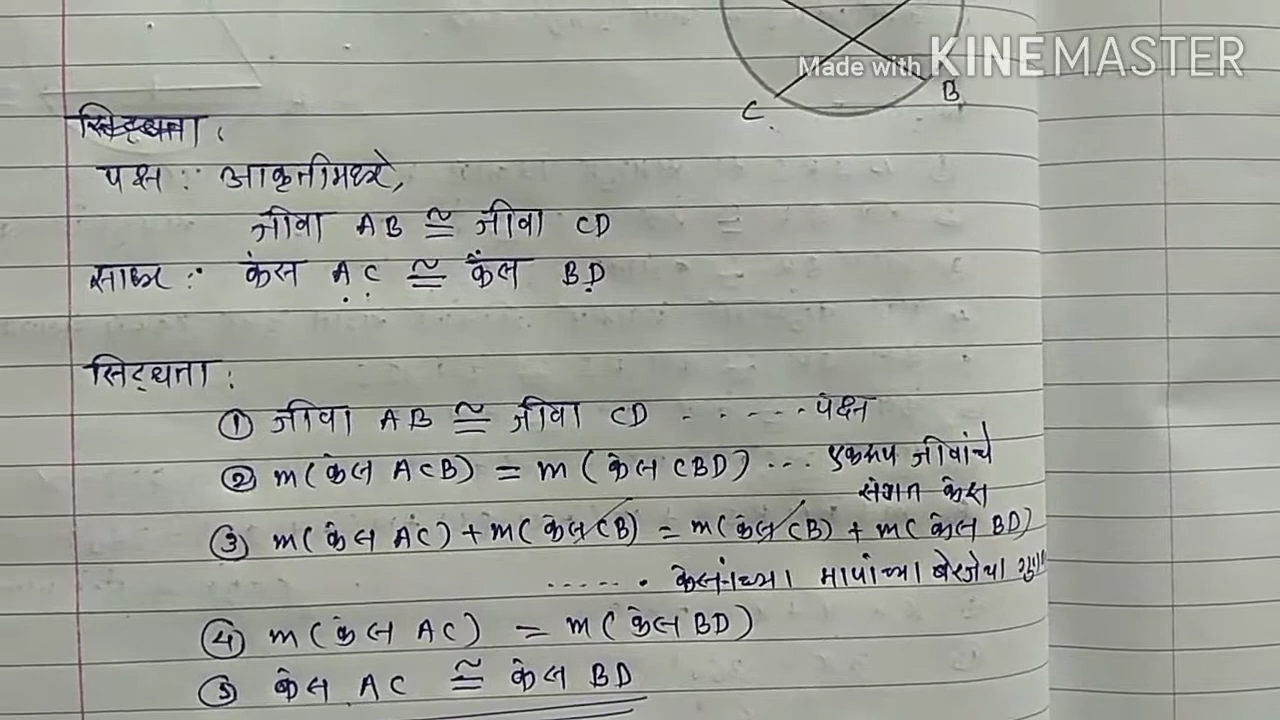 Made with KINEMASTER
C B
सिद्धता :
पक्ष : आकृतीमध्ये,
जीवा AB ≅ जीवा CD
साध्य : कंस AC ≅ कंस BD
सिद्धता :
① जीवा AB ≅ जीवा CD ...... पक्ष
② m(कंस ACB) = m(कंस CBD) ... एकरूप जीवांचे
संगत कंस
③ m(कंस AC) + m(कंस CB) = m(कंस CB) + m(कंस BD)
...... कंसांच्या मापांच्या बेरजेचा
④ m(कंस AC) = m(कंस BD)
⑤ कंस AC ≅ कंस BD